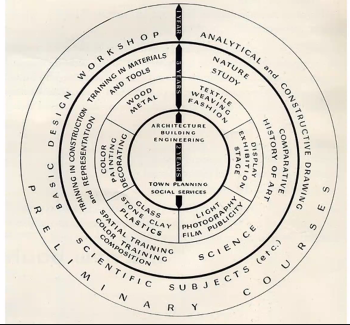 1 YEAR
BASIC DESIGN WORKSHOP
ANALYTICAL and CONSTRUCTIVE DRAWING
SCIENTIFIC SUBJECTS (etc.)
PRELIMINARY COURSES
3 YEARS
TRAINING IN MATERIALS
AND TOOLS
NATURE
STUDY
TRAINING IN CONSTRUCTION
and REPRESENTATION
COMPARATIVE
HISTORY OF ART
SPATIAL TRAINING
COLOR TRAINING
COMPOSITION
SCIENCE
WOOD
METAL
TEXTILE
WEAVING
FASHION
COLOR
PAINTING
DECORATING
DISPLAY
EXHIBITION
STAGE
GLASS
STONE CLAY
PLASTICS
LIGHT
PHOTOGRAPHY
FILM PUBLICITY
ARCHITECTURE
BUILDING
ENGINEERING
2 YEARS
TOWN PLANNING
SOCIAL SERVICES